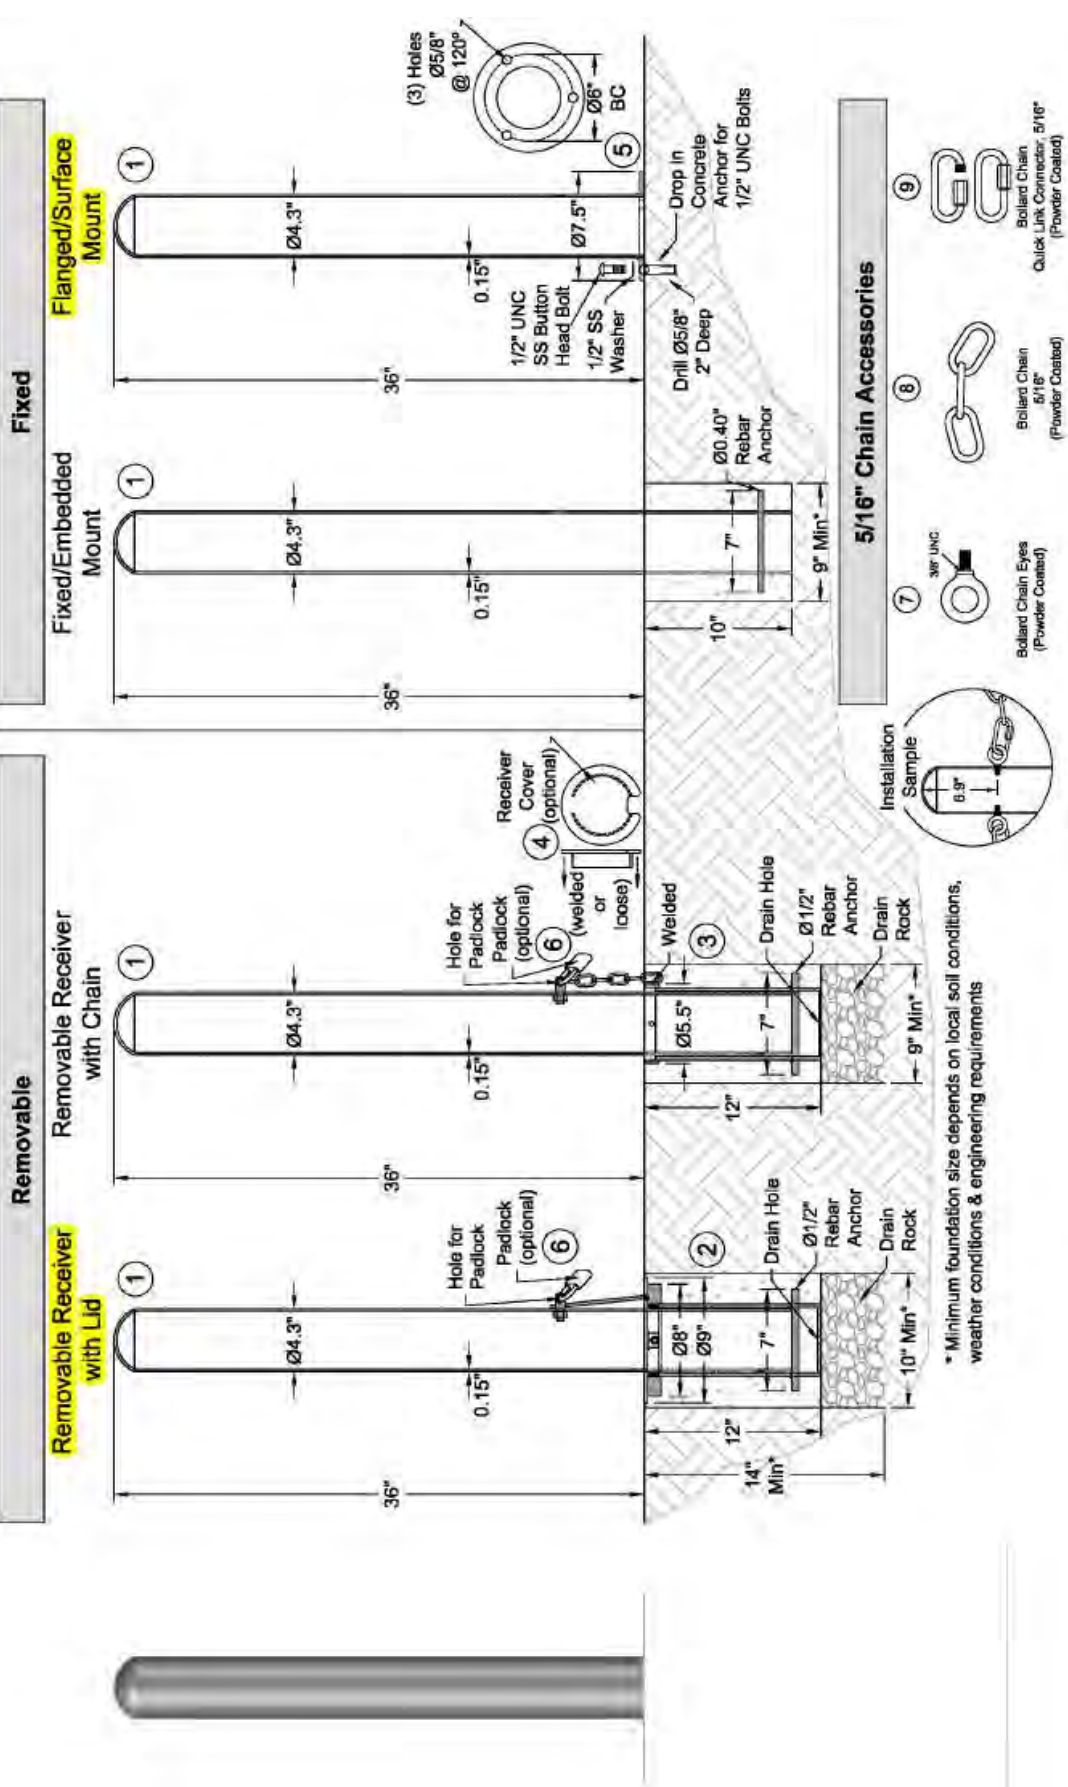 Removable
Fixed
Removable Receiver
with Lid
1
Ø4.3"
0.15"
36"
Hole for
Padlock
Padlock
(optional)
6
2
Ø8"
Ø9"
7"
12"
14"
Min*
10" Min*
Drain Hole
Ø1/2"
Rebar
Anchor
Drain
Rock
Removable Receiver
with Chain
1
Ø4.3"
0.15"
36"
Hole for
Padlock
Padlock
(optional)
6
4
Receiver
Cover
(optional)
(welded
or
loose)
Welded
3
Ø5.5"
7"
12"
9" Min*
Drain Hole
Ø1/2"
Rebar
Anchor
Drain
Rock
Fixed/Embedded
Mount
1
Ø4.3"
0.15"
36"
Ø0.40"
Rebar
Anchor
7"
10"
9" Min*
Flanged/Surface
Mount
1
Ø4.3"
0.15"
36"
(3) Holes
Ø5/8"
@ 120°
Ø6"
BC
5
Ø7.5"
1/2" UNC
SS Button
Head Bolt
1/2" SS
Washer
Drill Ø5/8"
2" Deep
Drop in
Concrete
Anchor for
1/2" UNC Bolts
* Minimum foundation size depends on local soil conditions,
weather conditions & engineering requirements
Installation
Sample
6.9"
5/16" Chain Accessories
7
3/8" UNC
Bollard Chain Eyes
(Powder Coated)
8
Bollard Chain
5/16"
(Powder Coated)
9
Bollard Chain
Quick Link Connector, 5/16"
(Powder Coated)